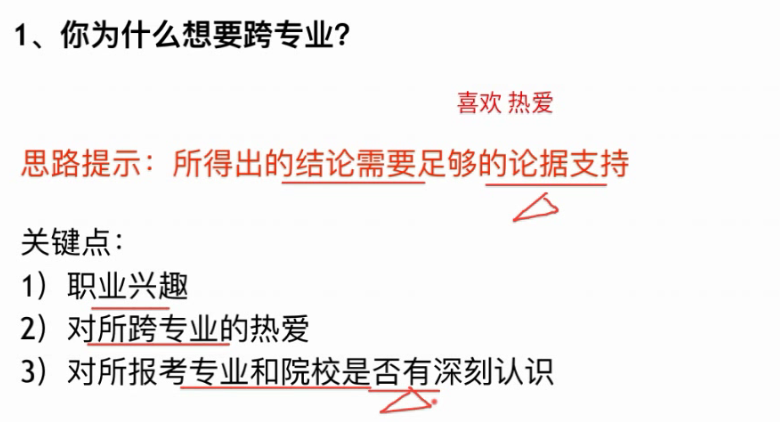 1、你为什么想要跨专业?
喜欢 热爱
思路提示：所得出的结论需要足够的论据支持
关键点：
1）职业兴趣
2）对所跨专业的热爱
3）对所报考专业和院校是否有深刻认识